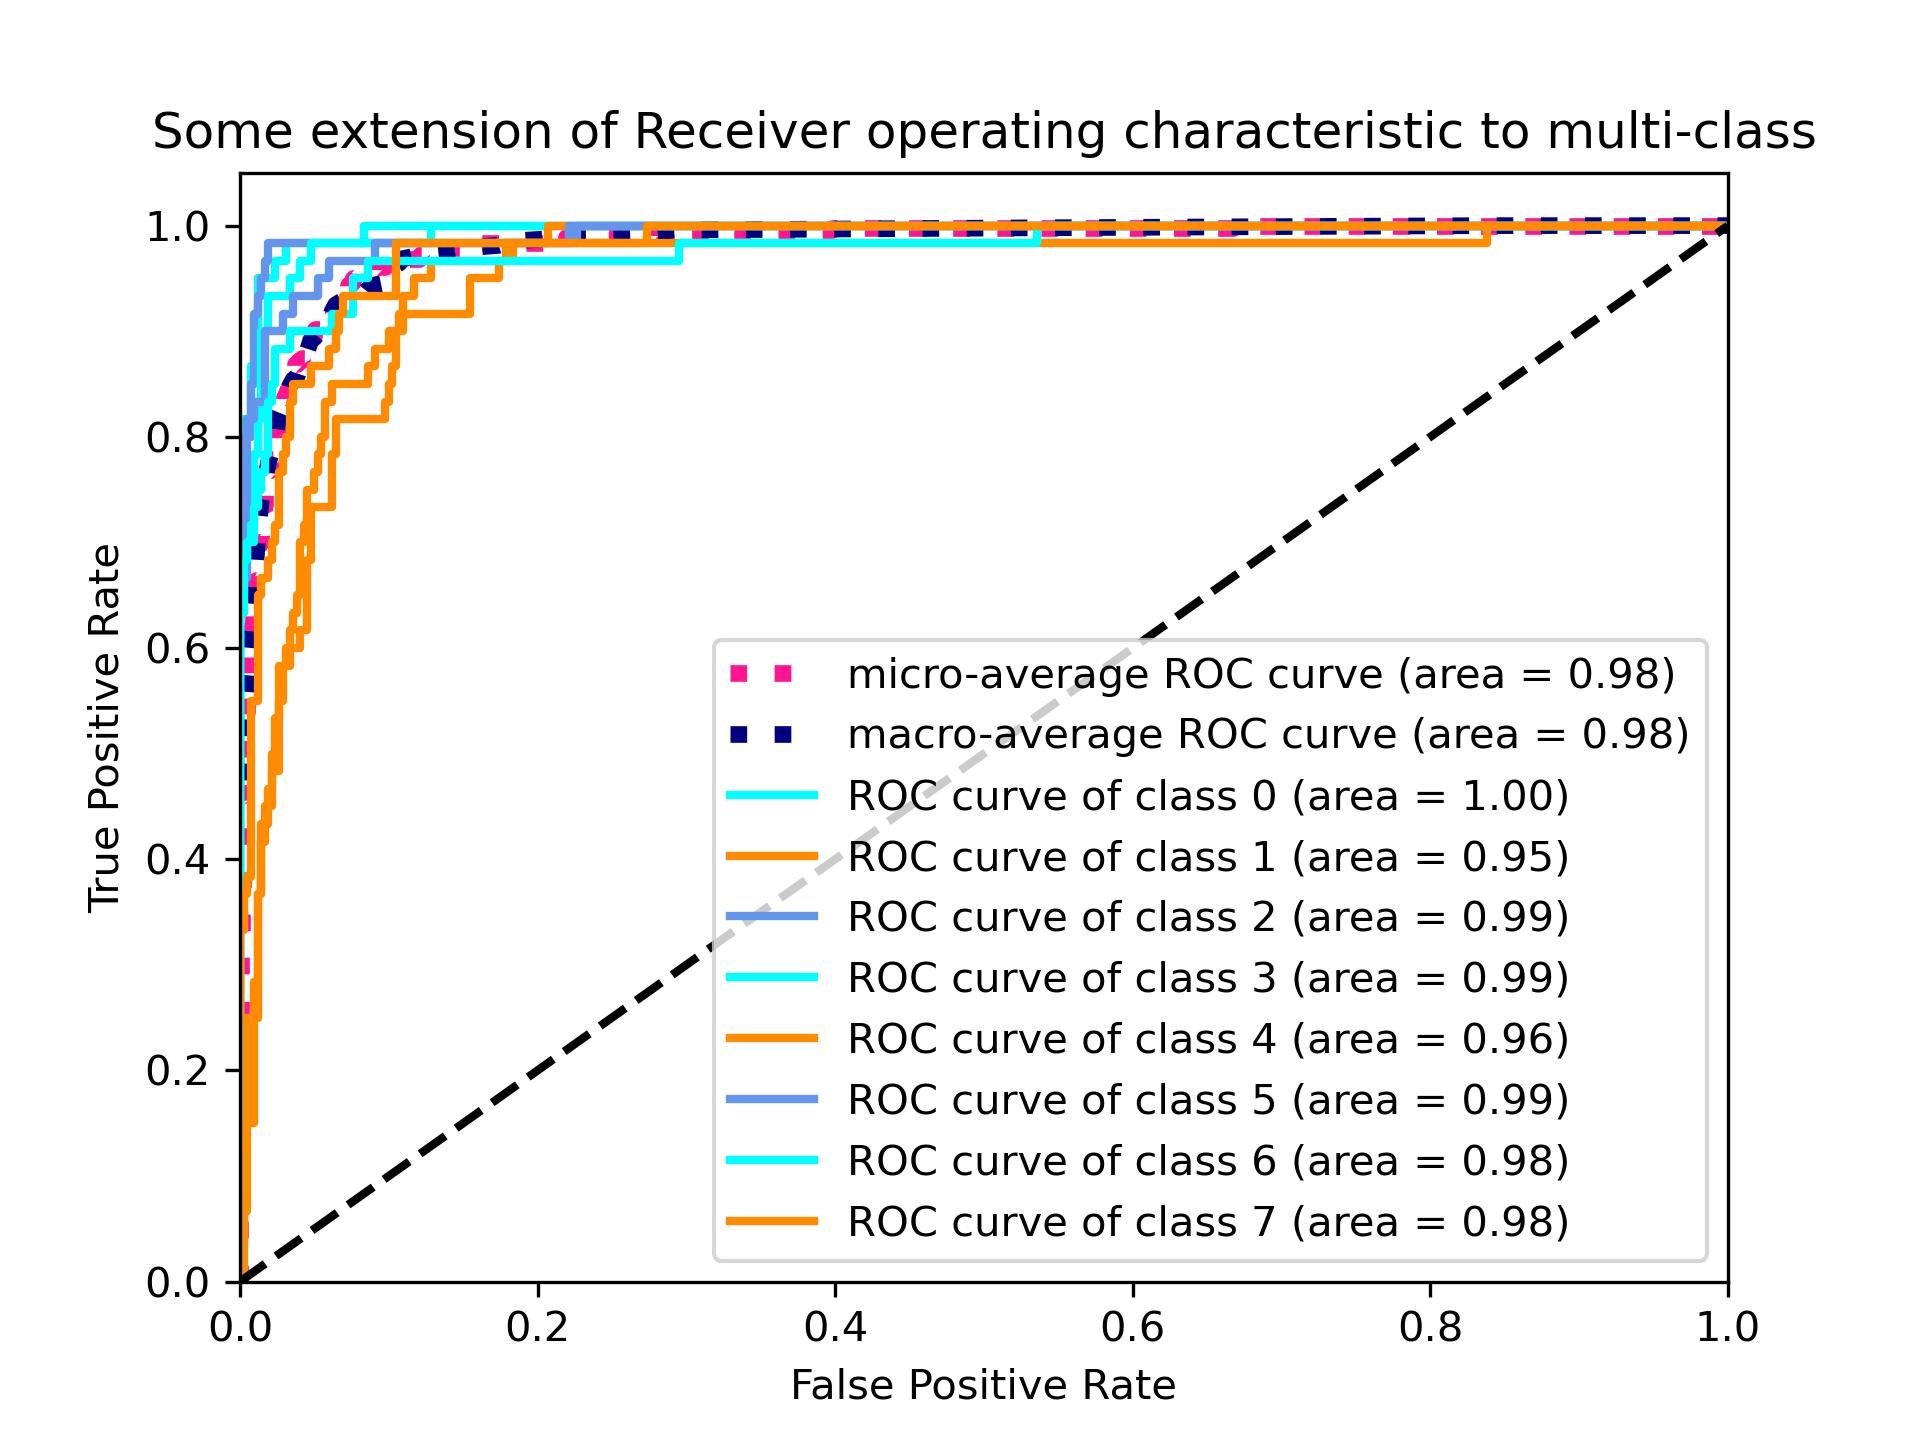 Some extension of Receiver operating characteristic to multi-class
1.0
0.8
0.6
0.4
0.2
0.0
True Positive Rate
micro-average ROC curve (area = 0.98)
macro-average ROC curve (area = 0.98)
ROC curve of class 0 (area = 1.00)
ROC curve of class 1 (area = 0.95)
ROC curve of class 2 (area = 0.99)
ROC curve of class 3 (area = 0.99)
ROC curve of class 4 (area = 0.96)
ROC curve of class 5 (area = 0.99)
ROC curve of class 6 (area = 0.98)
ROC curve of class 7 (area = 0.98)
0.0 0.2 0.4 0.6 0.8 1.0
False Positive Rate